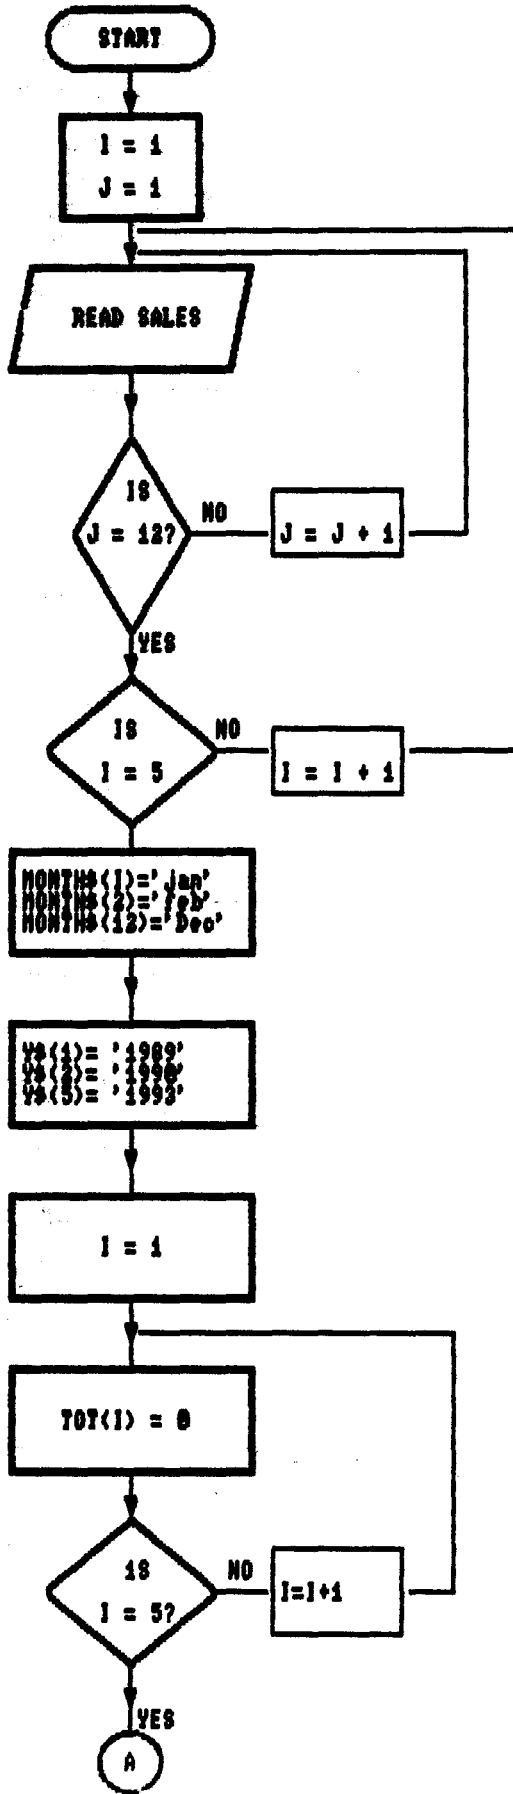 START
I = 1
J = 1
READ SALES
IS
J = 12?
NO
J = J + 1
YES
IS
I = 5
NO
I = I + 1
MONTH$(I)='jan'
MONTH$(2)='feb'
MONTH$(12)='Dec'
Y$(1)= '1989'
Y$(2)= '1990'
Y$(5)= '1993'
I = 1
TOT(I) = 0
is
I = 5?
NO
I=I+1
YES
A